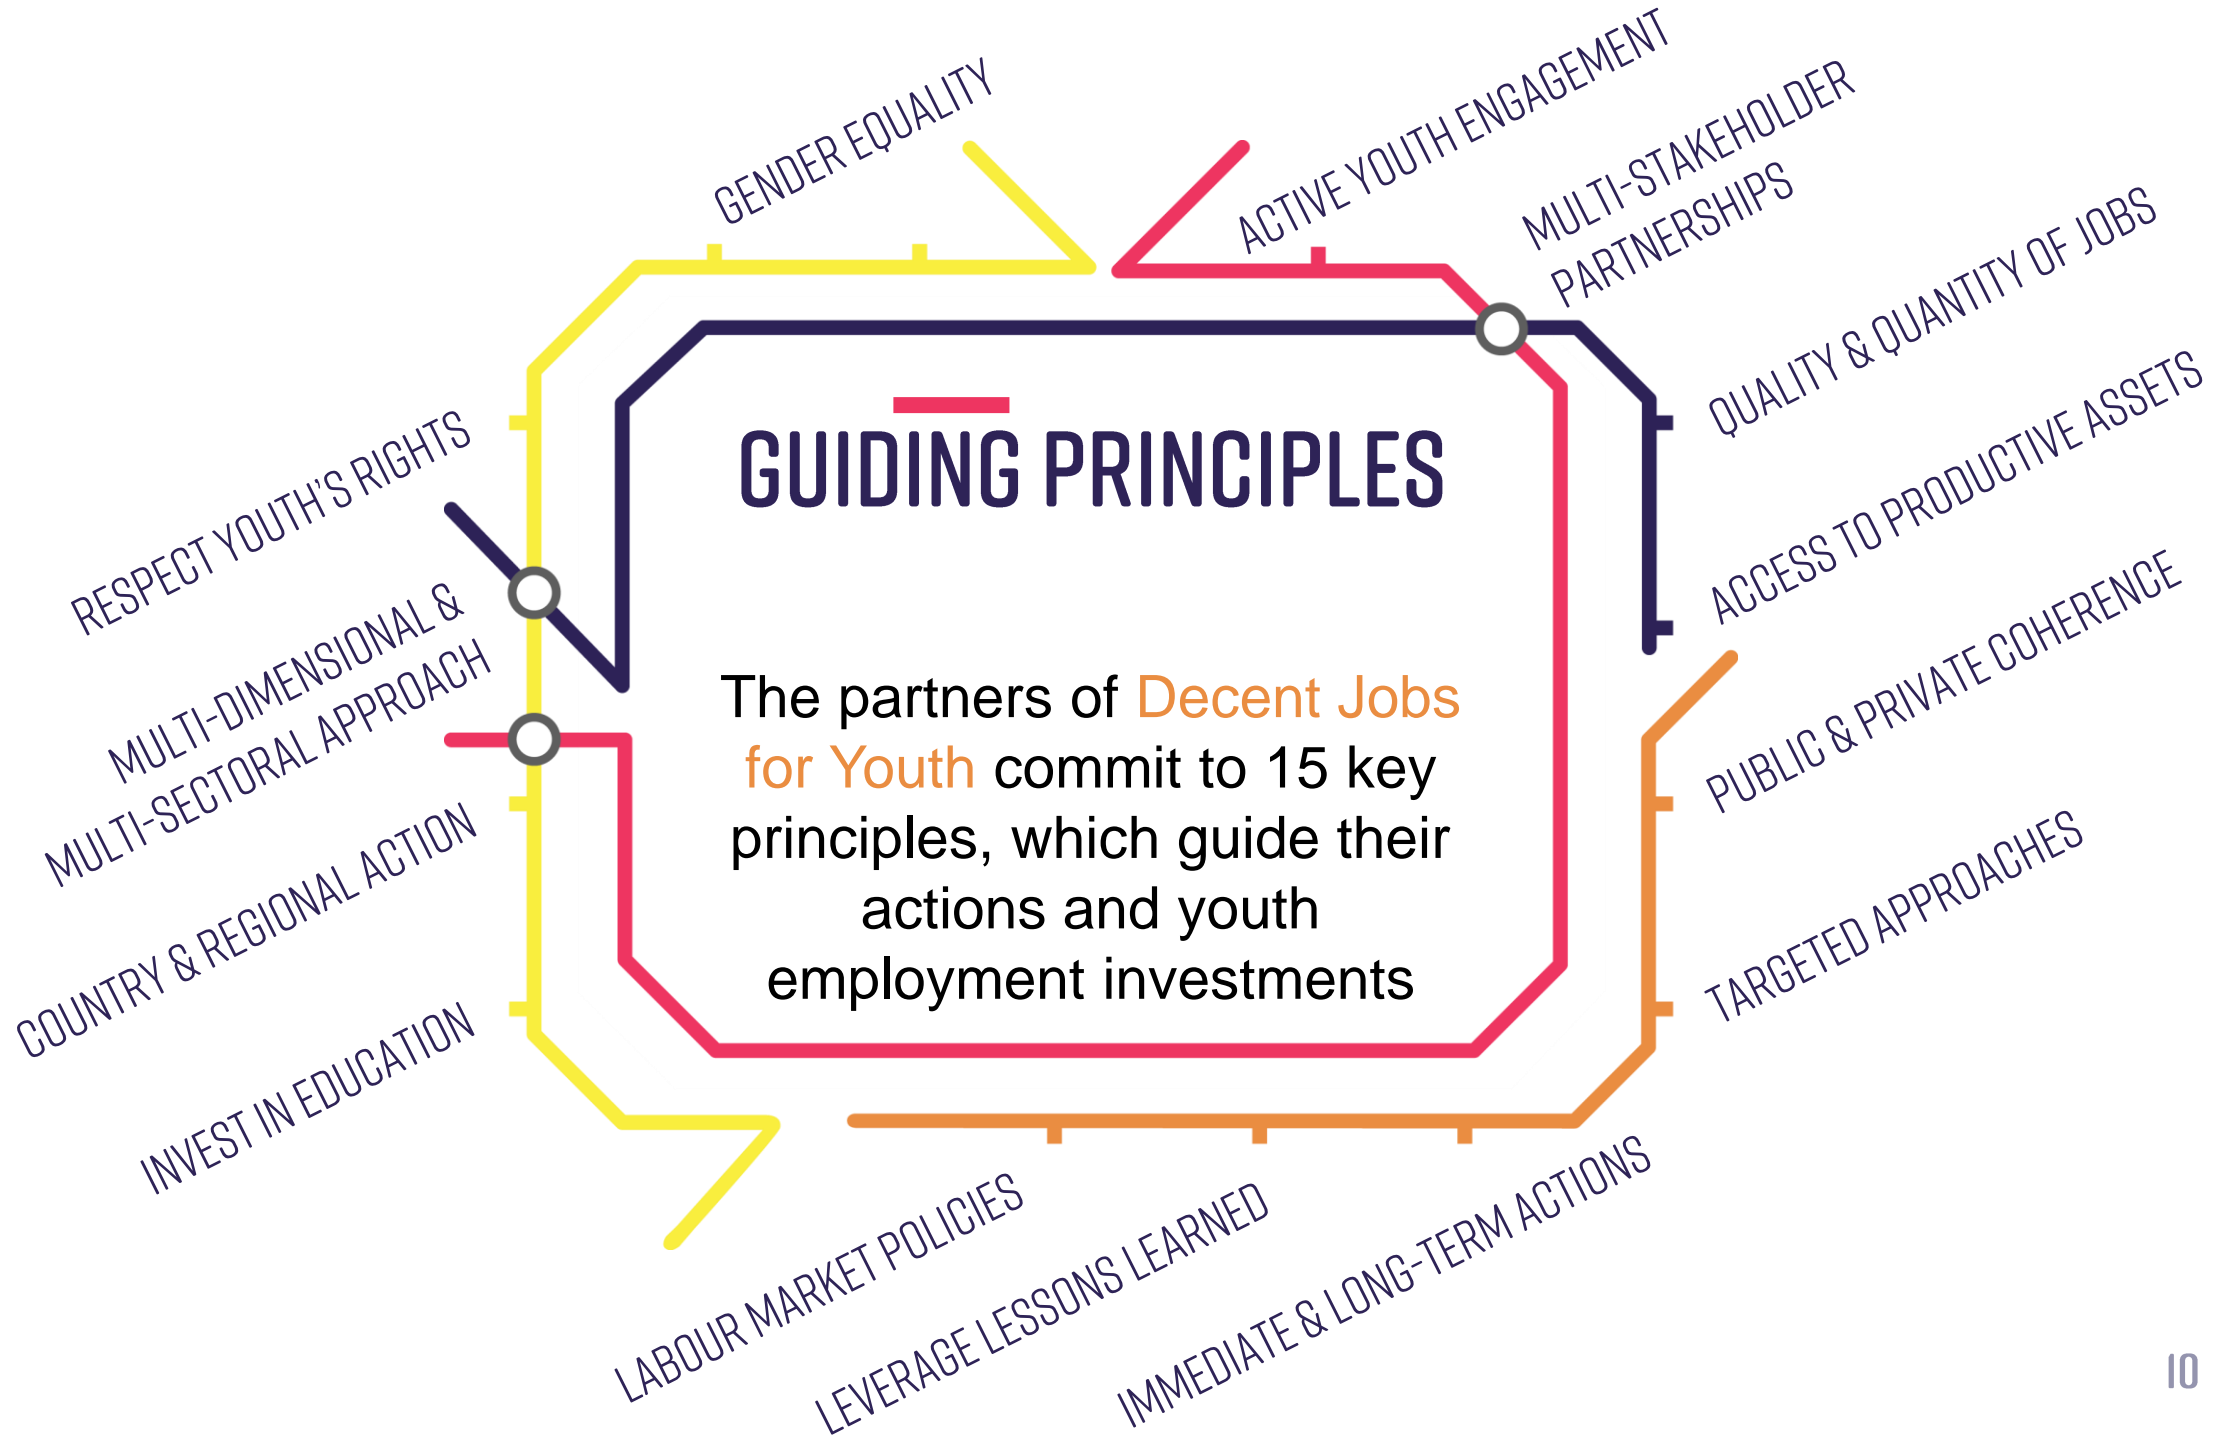 GENDER EQUALITY
ACTIVE YOUTH ENGAGEMENT
MULTI-STAKEHOLDER
PARTNERSHIPS
QUALITY & QUANTITY OF JOBS
ACCESS TO PRODUCTIVE ASSETS
PUBLIC & PRIVATE COHERENCE
TARGETED APPROACHES
IMMEDIATE & LONG-TERM ACTIONS
LEVERAGE LESSONS LEARNED
LABOUR MARKET POLICIES
INVEST IN EDUCATION
COUNTRY & REGIONAL ACTION
MULTI-DIMENSIONAL &
MULTI-SECTORAL APPROACH
RESPECT YOUTH'S RIGHTS
GUIDING PRINCIPLES
The partners of Decent Jobs
for Youth commit to 15 key
principles, which guide their
actions and youth
employment investments
10